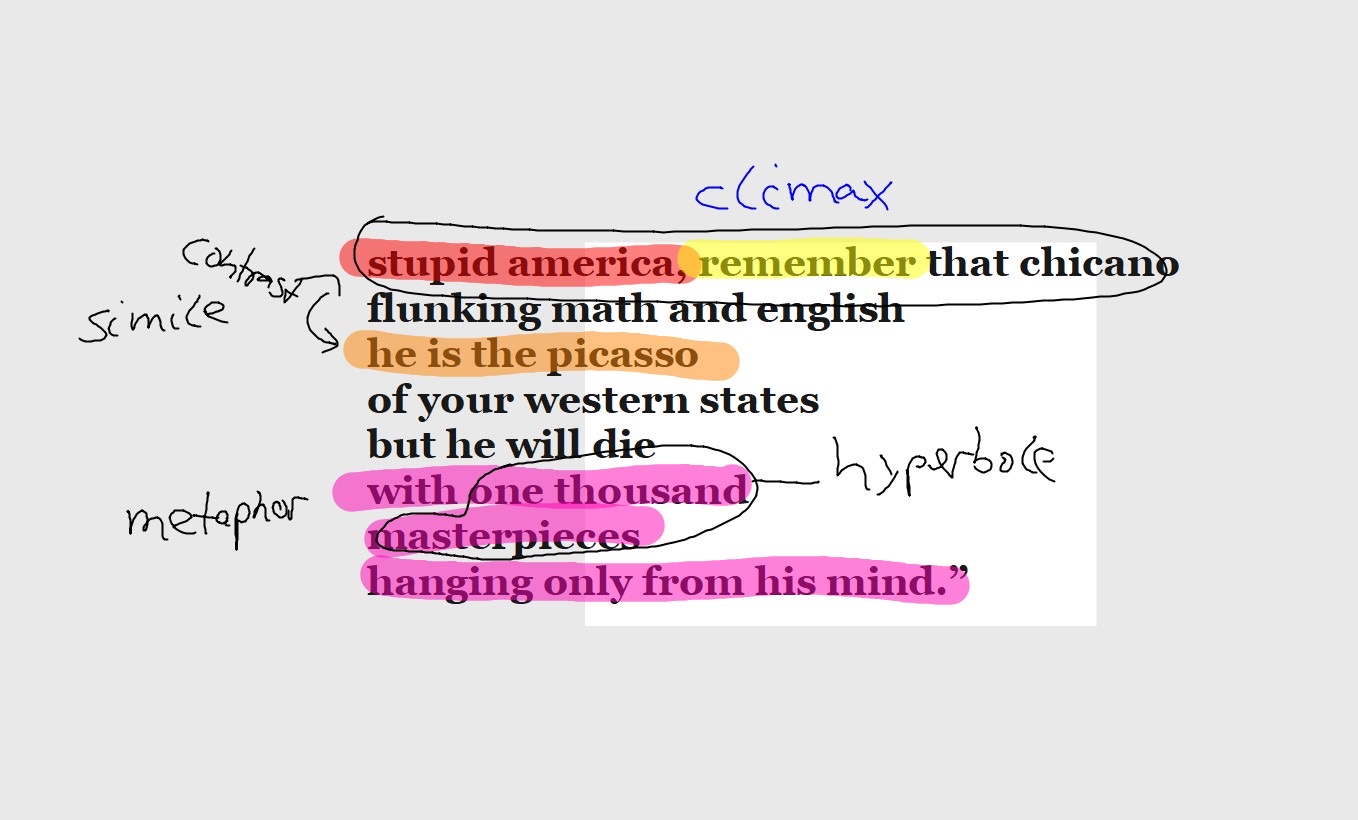 climax
contrast
simile
stupid america, remember that chicano
flunking math and english
he is the picasso
of your western states
but he will die
with one thousand
hyperbole
metaphor
masterpieces
hanging only from his mind.”